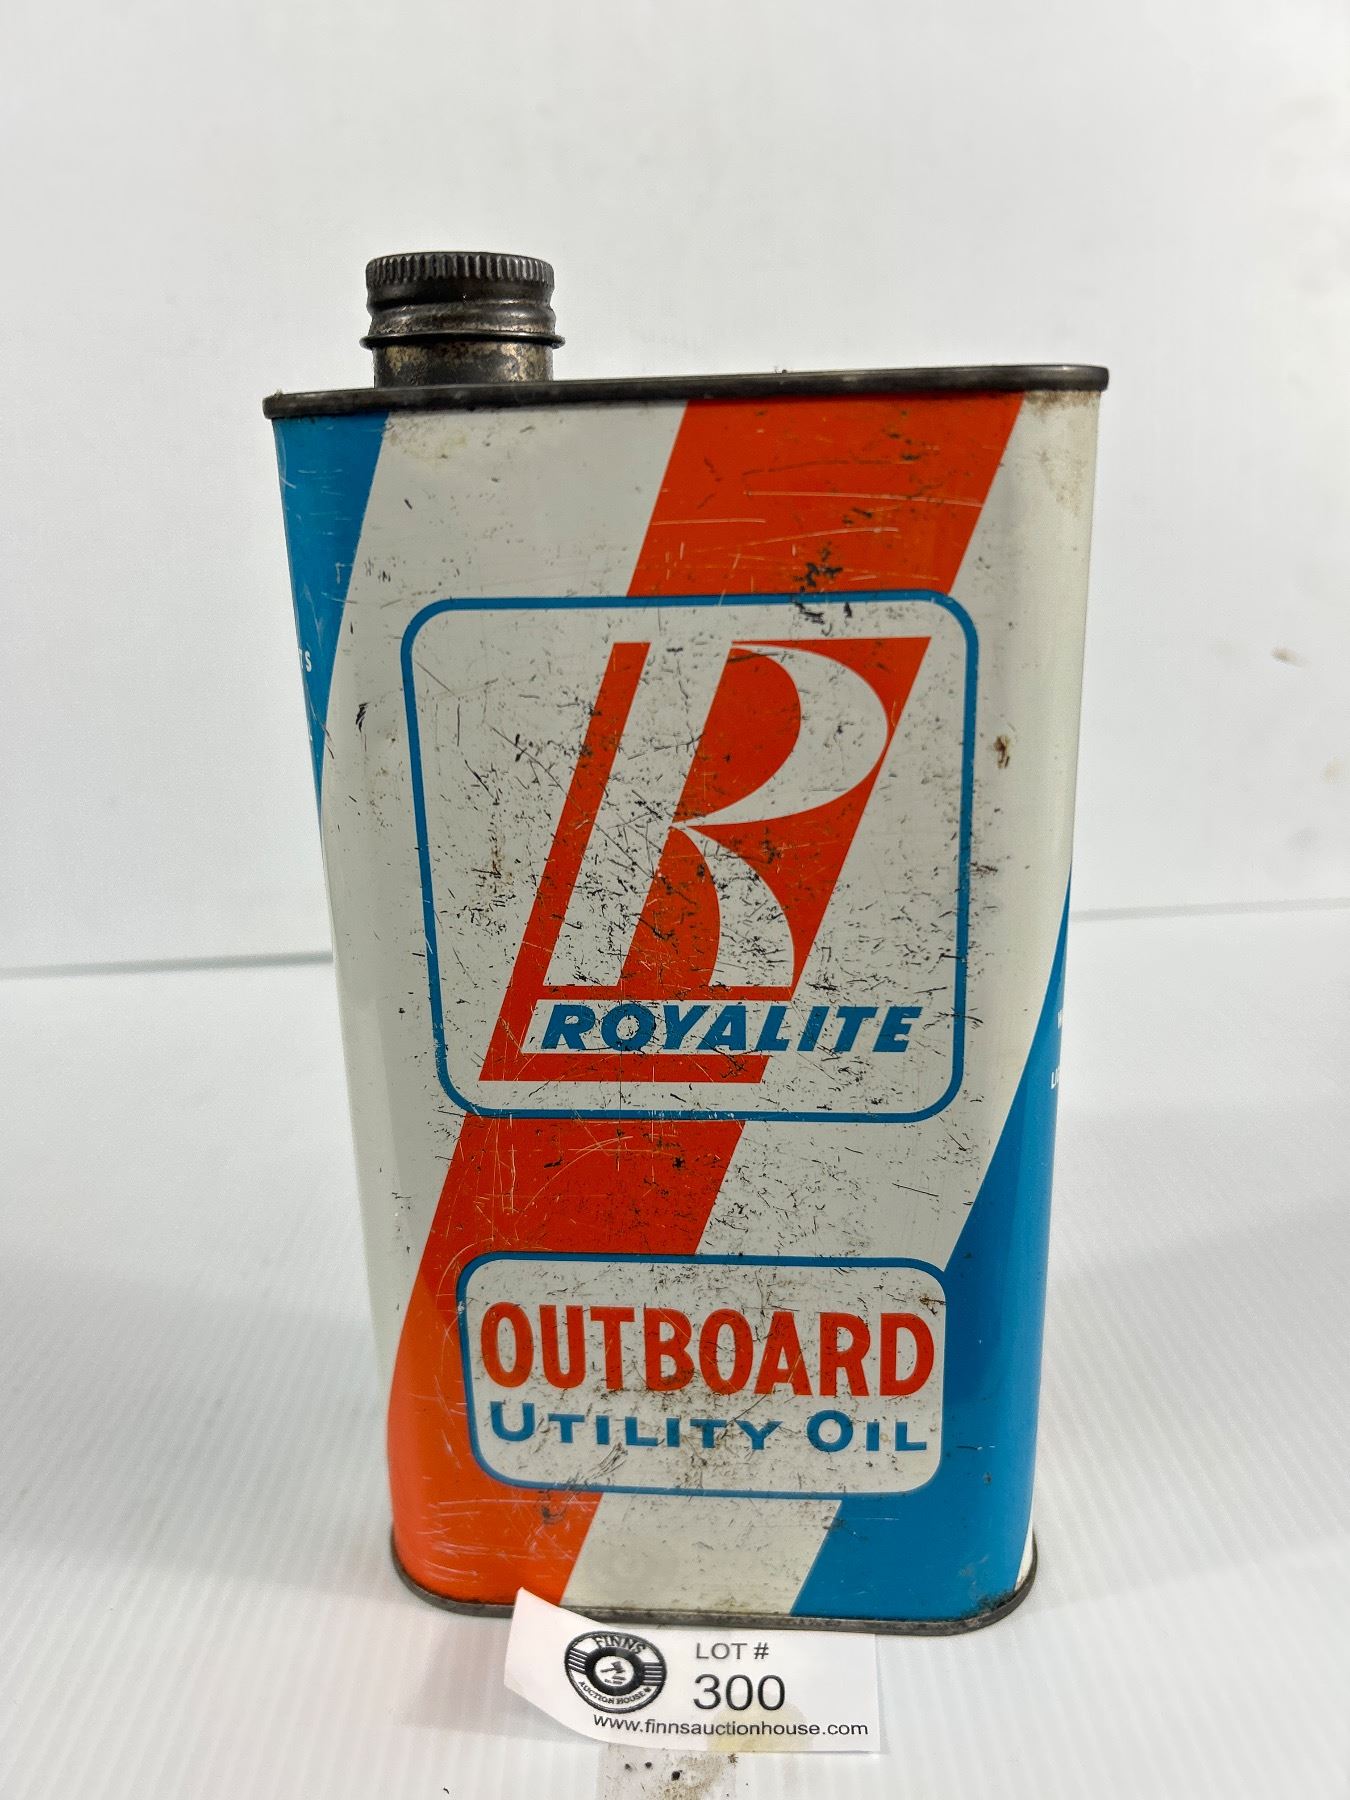 R
ROYALITE
OUTBOARD
UTILITY OIL
FINNS
AUCTION HOUSE
LOT #
300
www.finnsauctionhouse.com